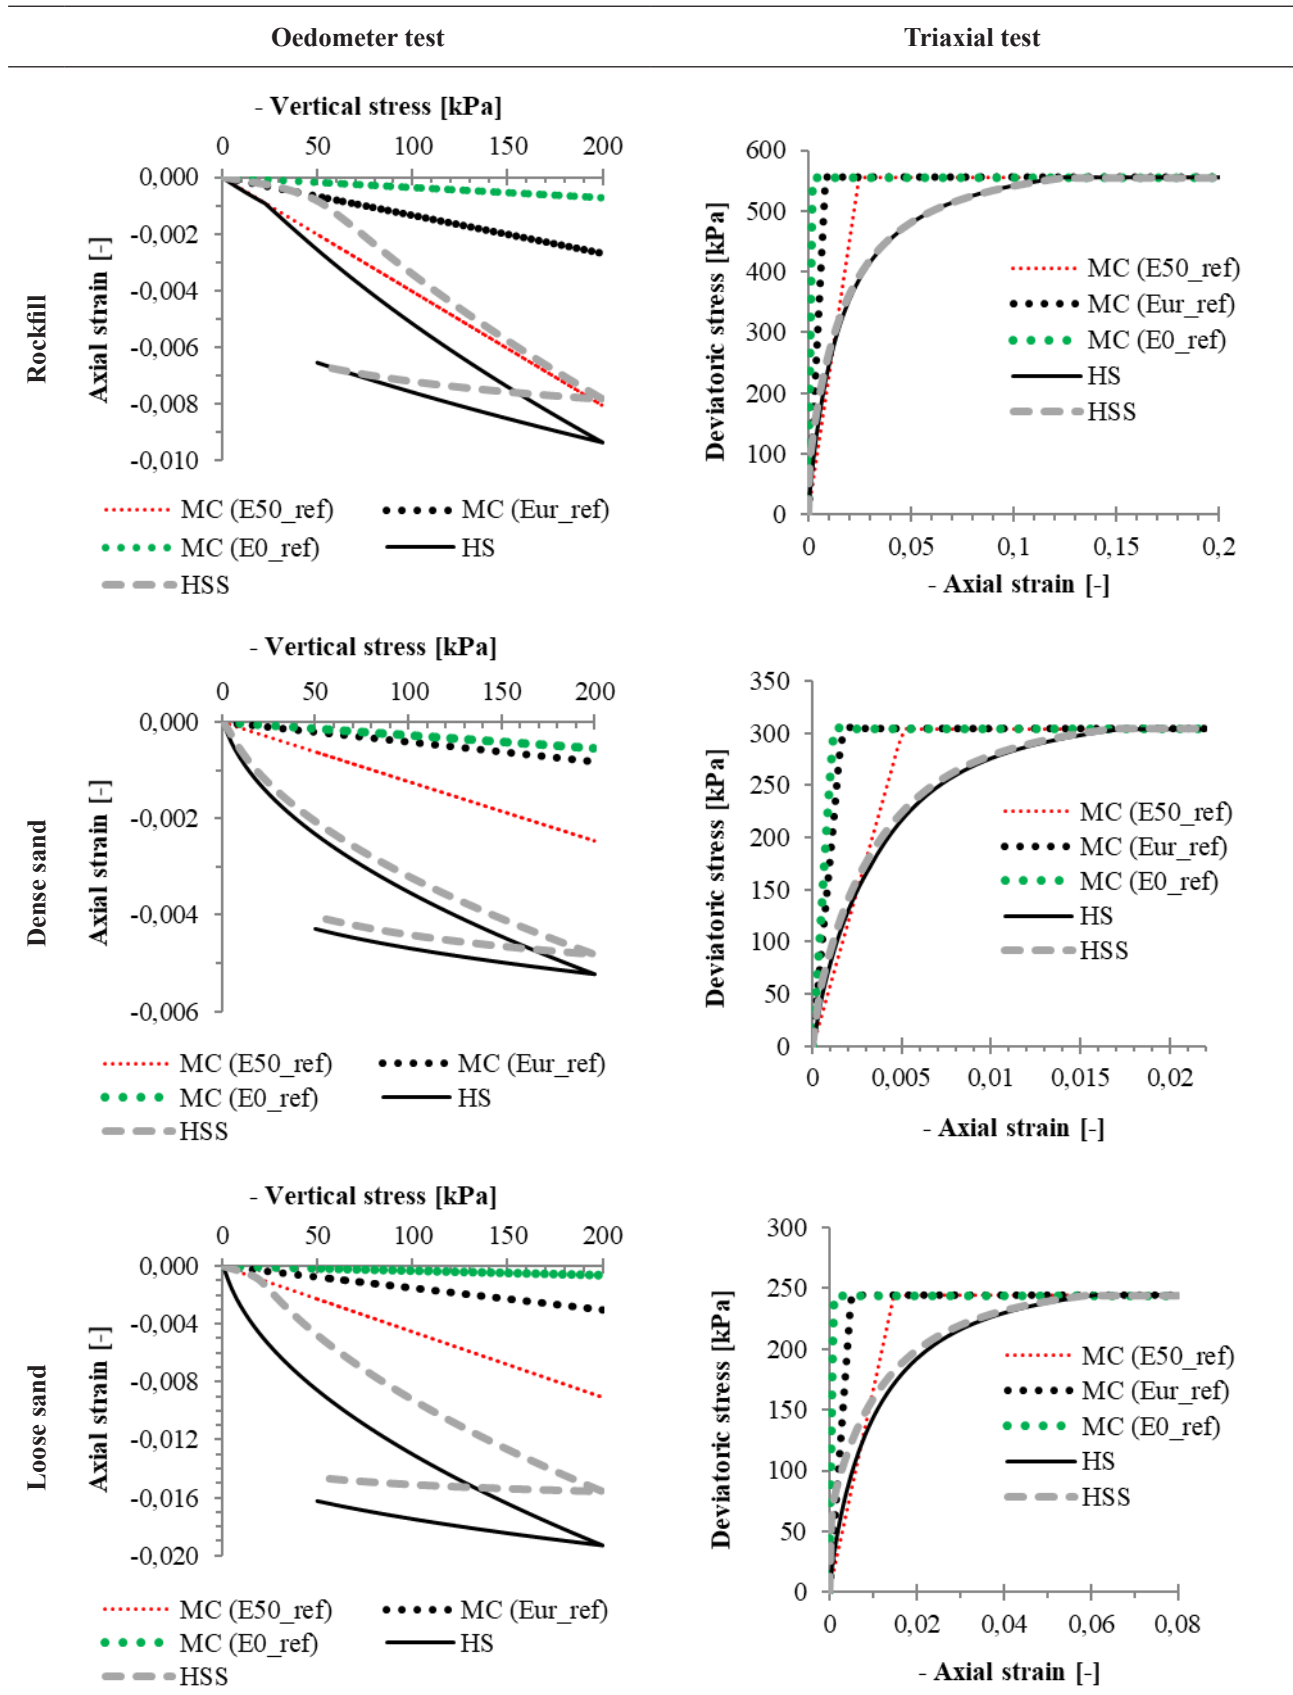 Oedometer test
Triaxial test
Rockfill
- Vertical stress [kPa]
0 50 100 150 200
0,000
-0,002
-0,004
-0,006
-0,008
-0,010
Axial strain [-]
MC (E50_ref) MC (Eur_ref)
MC (E0_ref) HS
HSS
600
500
400
300
200
100
0
Deviatoric stress [kPa]
MC (E50_ref)
MC (Eur_ref)
MC (E0_ref)
HS
HSS
0 0,05 0,1 0,15 0,2
- Axial strain [-]
Dense sand
- Vertical stress [kPa]
0 50 100 150 200
0,000
-0,002
-0,004
-0,006
Axial strain [-]
MC (E50_ref) MC (Eur_ref)
MC (E0_ref) HS
HSS
350
300
250
200
150
100
50
0
Deviatoric stress [kPa]
MC (E50_ref)
MC (Eur_ref)
MC (E0_ref)
HS
HSS
0 0,005 0,01 0,015 0,02
- Axial strain [-]
Loose sand
- Vertical stress [kPa]
0 50 100 150 200
0,000
-0,004
-0,008
-0,012
-0,016
-0,020
Axial strain [-]
MC (E50_ref) MC (Eur_ref)
MC (E0_ref) HS
HSS
300
250
200
150
100
50
0
Deviatoric stress [kPa]
MC (E50_ref)
MC (Eur_ref)
MC (E0_ref)
HS
HSS
0 0,02 0,04 0,06 0,08
- Axial strain [-]